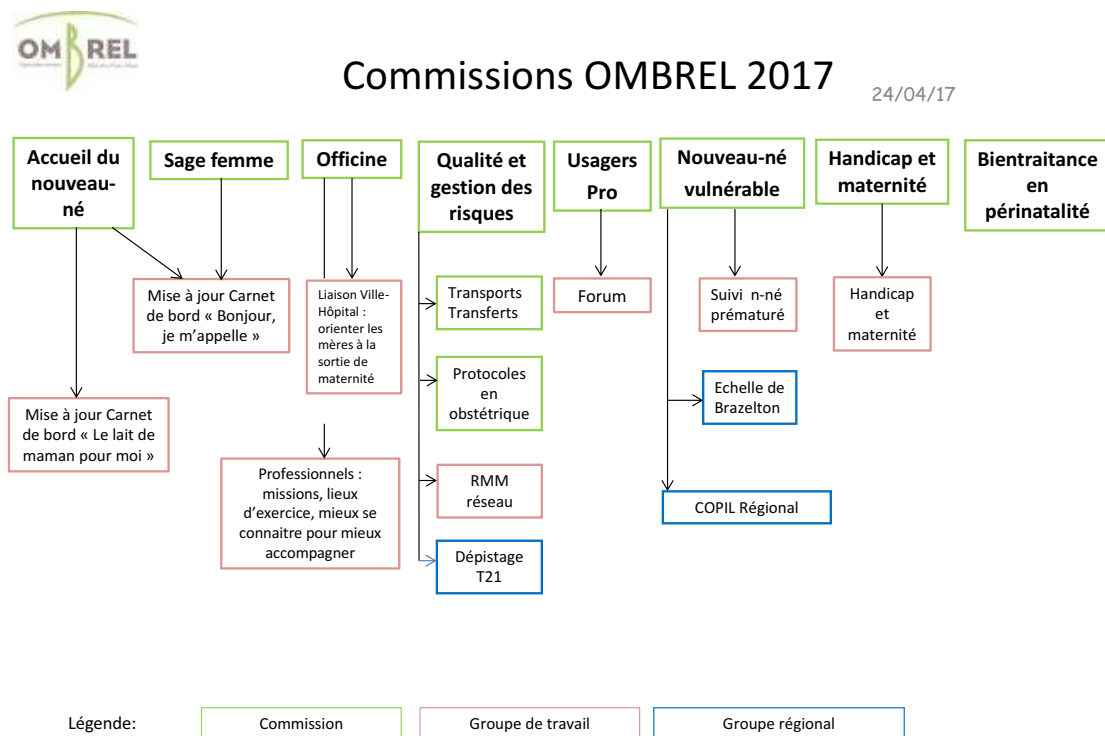 OMBREL
Commissions OMBREL 2017
24/04/17
Accueil du
nouveau-
né
Sage femme
Officine
Qualité et
gestion des
risques
Usagers
Pro
Nouveau-né
vulnérable
Handicap et
maternité
Bientraitance
en
périnatalité
Mise à jour Carnet
de bord « Bonjour,
je m’appelle »
Liaison Ville-
Hôpital :
orienter les
mères à la
sortie de
maternité
Transports
Transferts
Forum
Suivi n-né
prématuré
Handicap
et
maternité
Protocoles
en
obstétrique
Echelle de
Brazelton
Mise à jour Carnet
de bord « Le lait de
maman pour moi »
Professionnels :
missions, lieux
d’exercice, mieux se
connaitre pour mieux
accompagner
RMM
réseau
COPIL Régional
Dépistage
T21
Légende:
Commission
Groupe de travail
Groupe régional